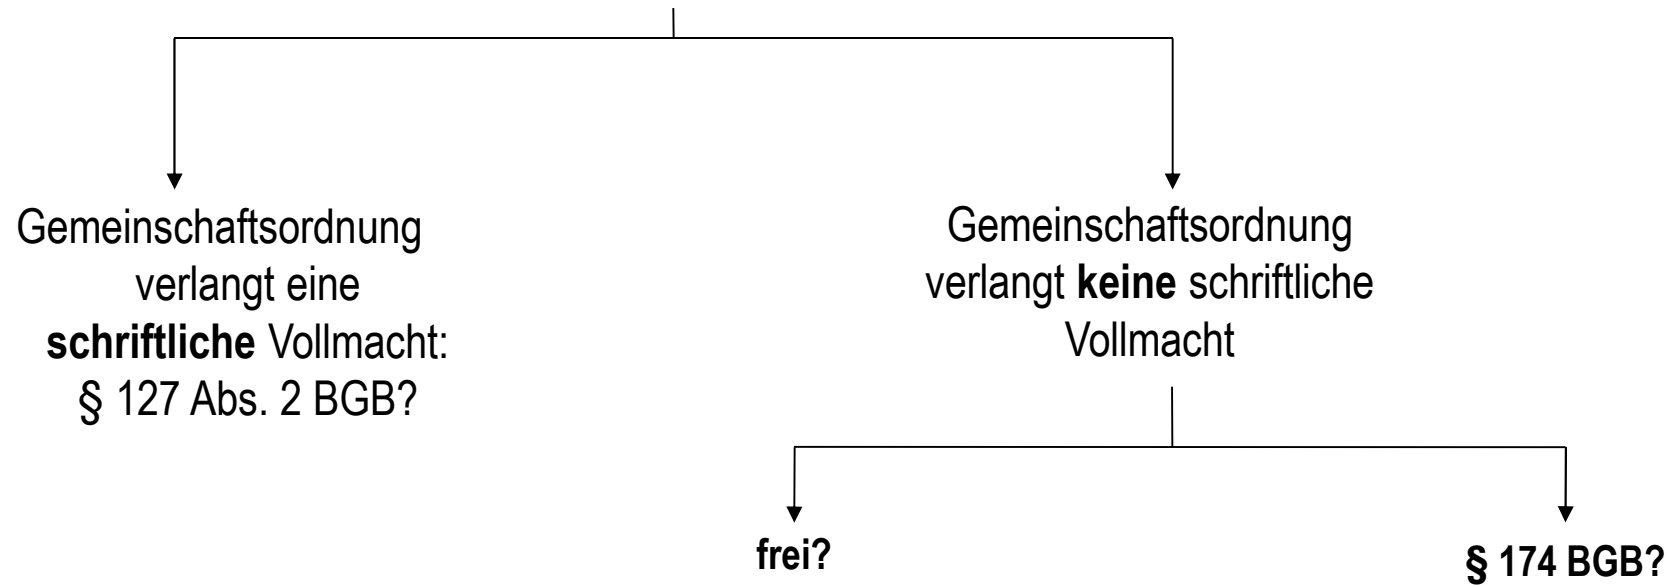 Gemeinschaftsordnung
verlangt eine
schriftliche Vollmacht:
§ 127 Abs. 2 BGB?
Gemeinschaftsordnung
verlangt keine schriftliche
Vollmacht
frei?
§ 174 BGB?